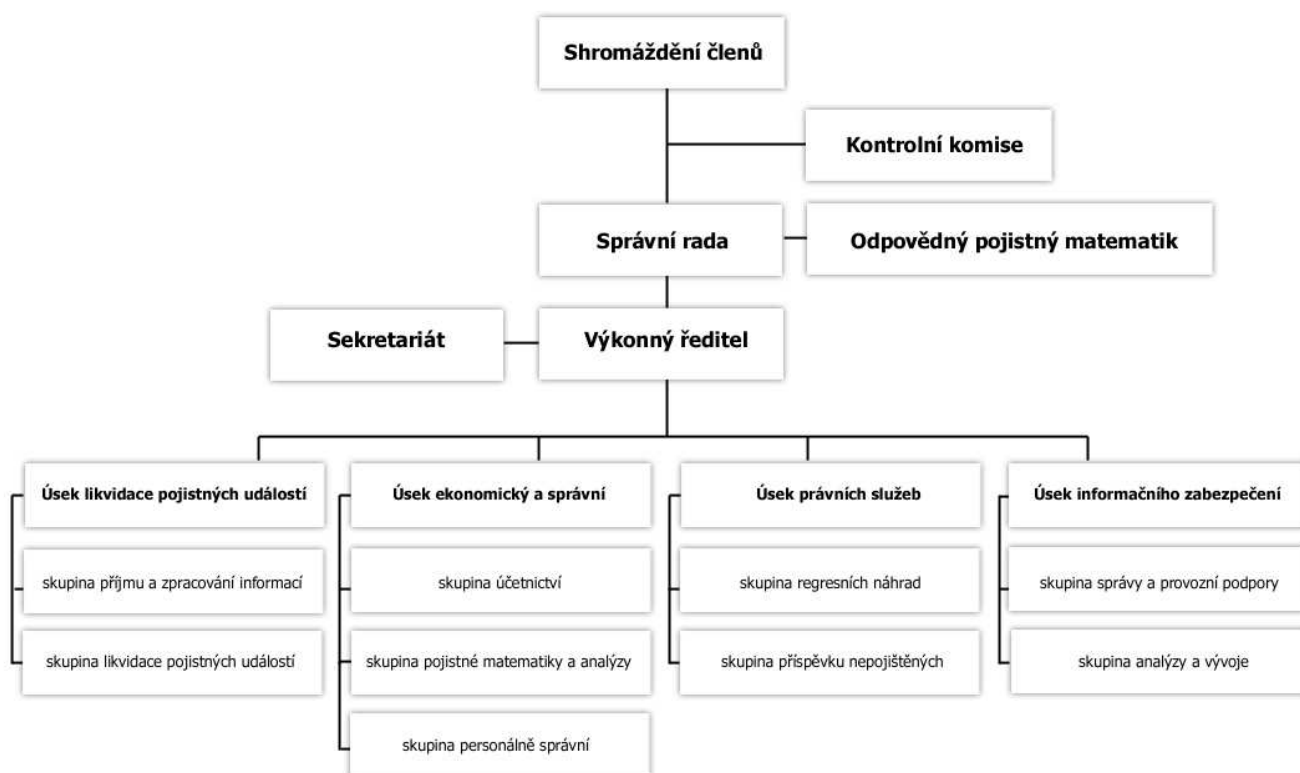 Shromáždění členů
Kontrolní komise
Správní rada
Odpovědný pojistný matematik
Sekretariát
Výkonný ředitel
Úsek likvidace pojistných událostí
Úsek ekonomický a správní
Úsek právních služeb
Úsek informačního zabezpečení
skupina příjmu a zpracování informací
skupina účetnictví
skupina regresních náhrad
skupina správy a provozní podpory
skupina likvidace pojistných událostí
skupina pojistné matematiky a analýzy
skupina příspěvku nepojištěných
skupina analýzy a vývoje
skupina personálně správní